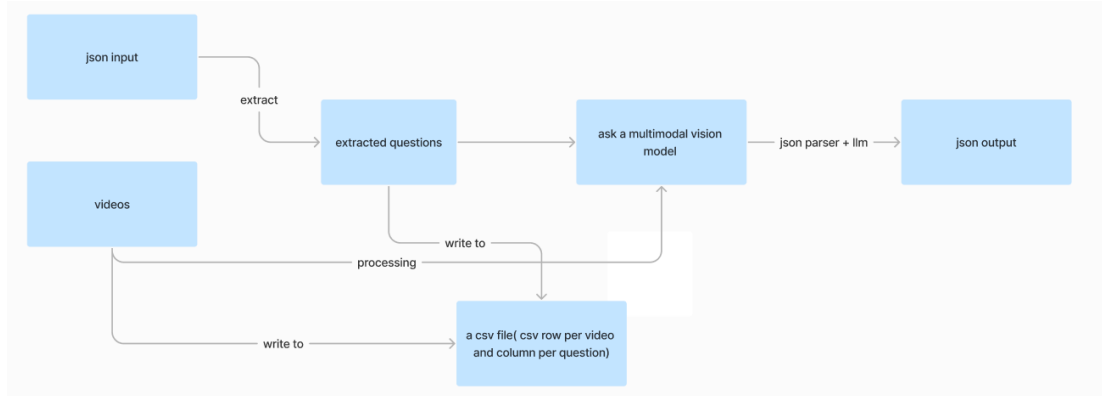 json input
extract
extracted questions
ask a multimodal vision
model
json parser + llm
json output
videos
write to
processing
write to
a csv file( csv row per video
and column per question)